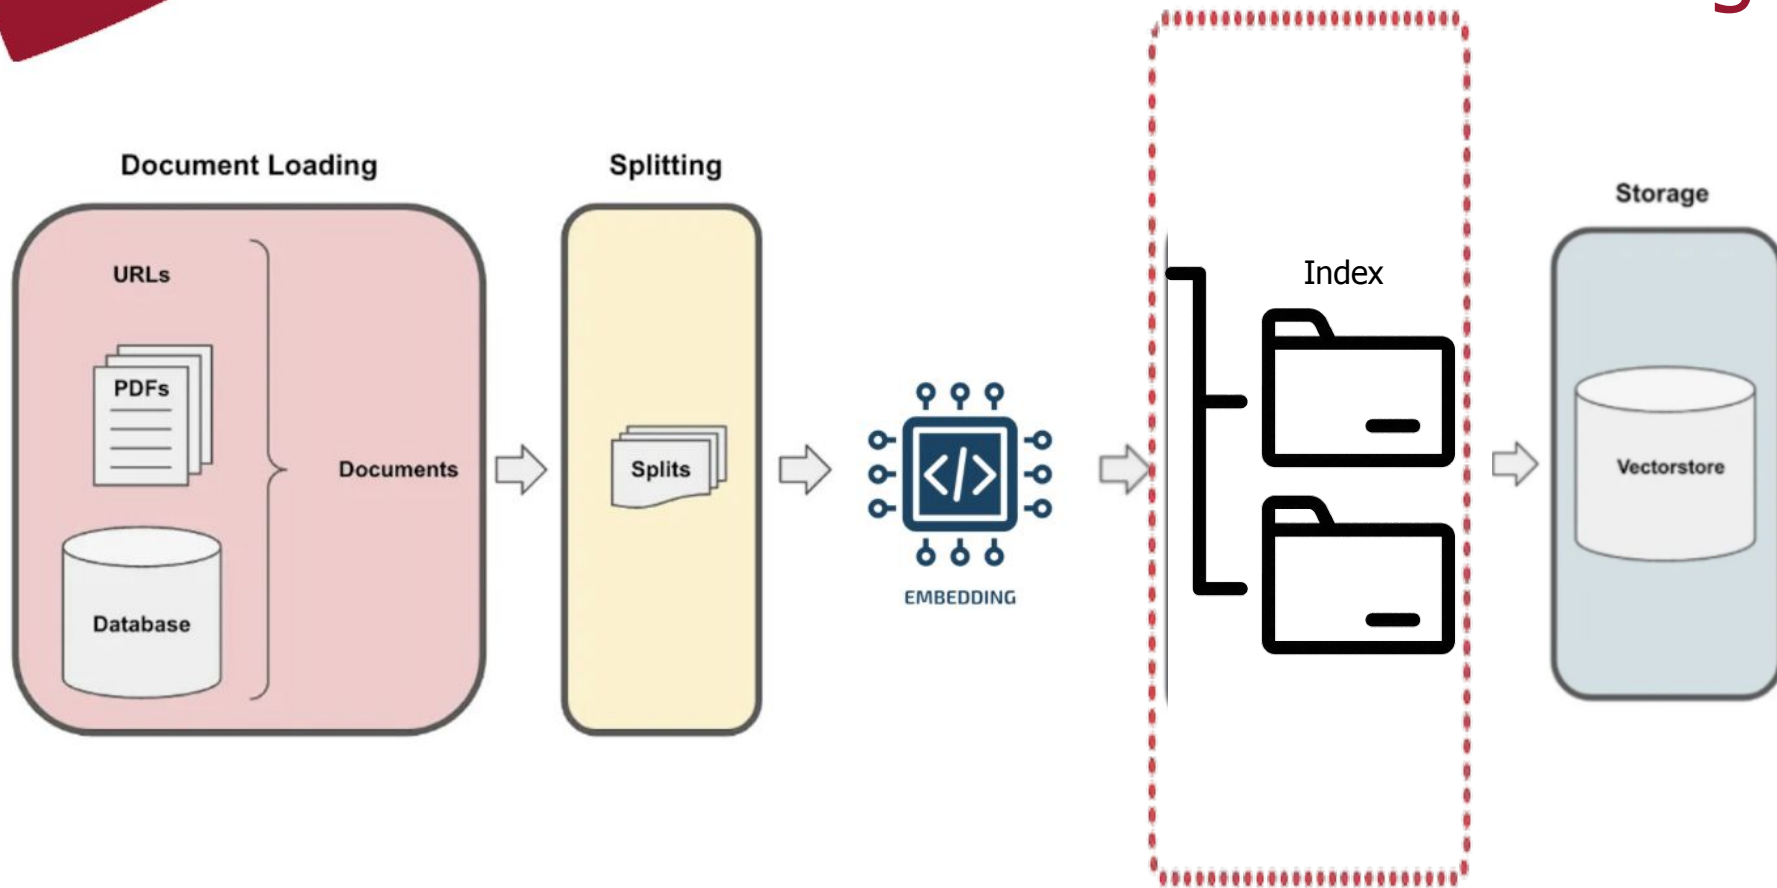 Document Loading
URLs
PDFs
Database
Documents
Splitting
Splits
</>
EMBEDDING
Index
Storage
Vectorstore